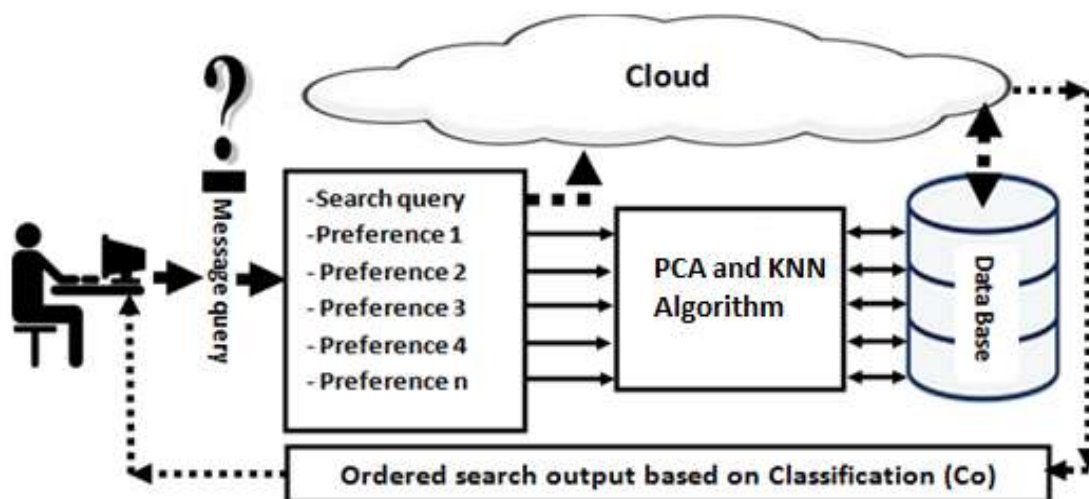 Cloud
Message query
-Search query
-Preference 1
- Preference 2
- Preference 3
- Preference 4
- Preference n
PCA and KNN
Algorithm
Data Base
Ordered search output based on Classification (Co)